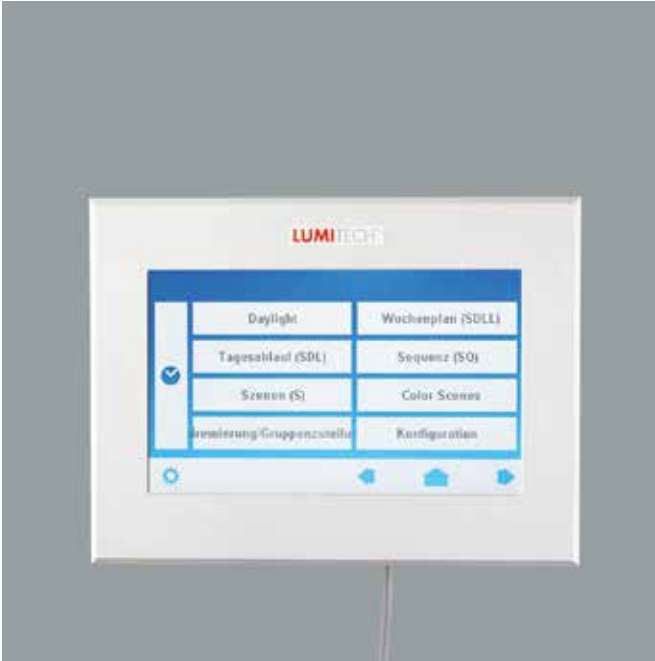 LUMITECH
Daylight
Wochenplan (SDLL)
Tagesablauf (SDL)
Sequenz (SQ)
Szenen (S)
Color Scenes
Konfiguration